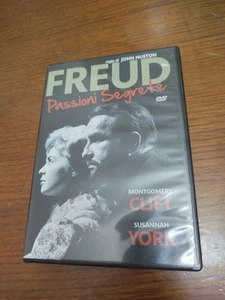 regia di JOHN HUSTON
FREUD
Passioni Segrete
DVD
MONTGOMERY
CLIFT
SUSANNAH
YORK